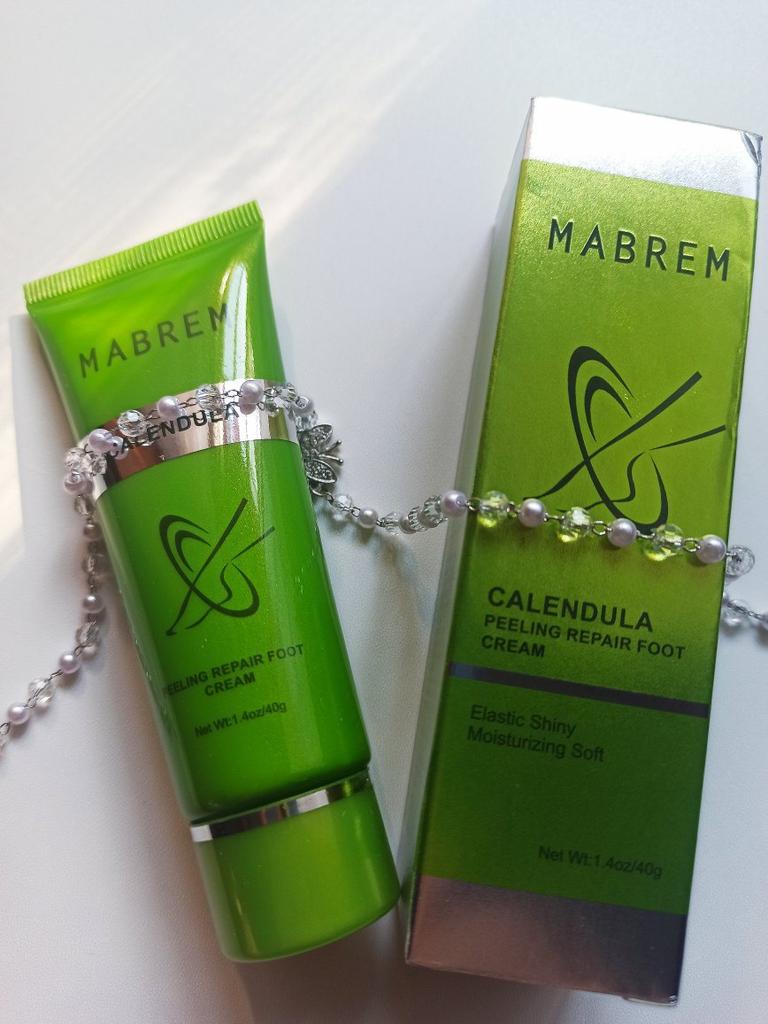 MABREM
CALENDULA
PEELING REPAIR FOOT
CREAM
Net Wt:1.4oz/40g
MABREM
CALENDULA
PEELING REPAIR FOOT
CREAM
Elastic Shiny
Moisturizing Soft
Net Wt:1.4oz/40g